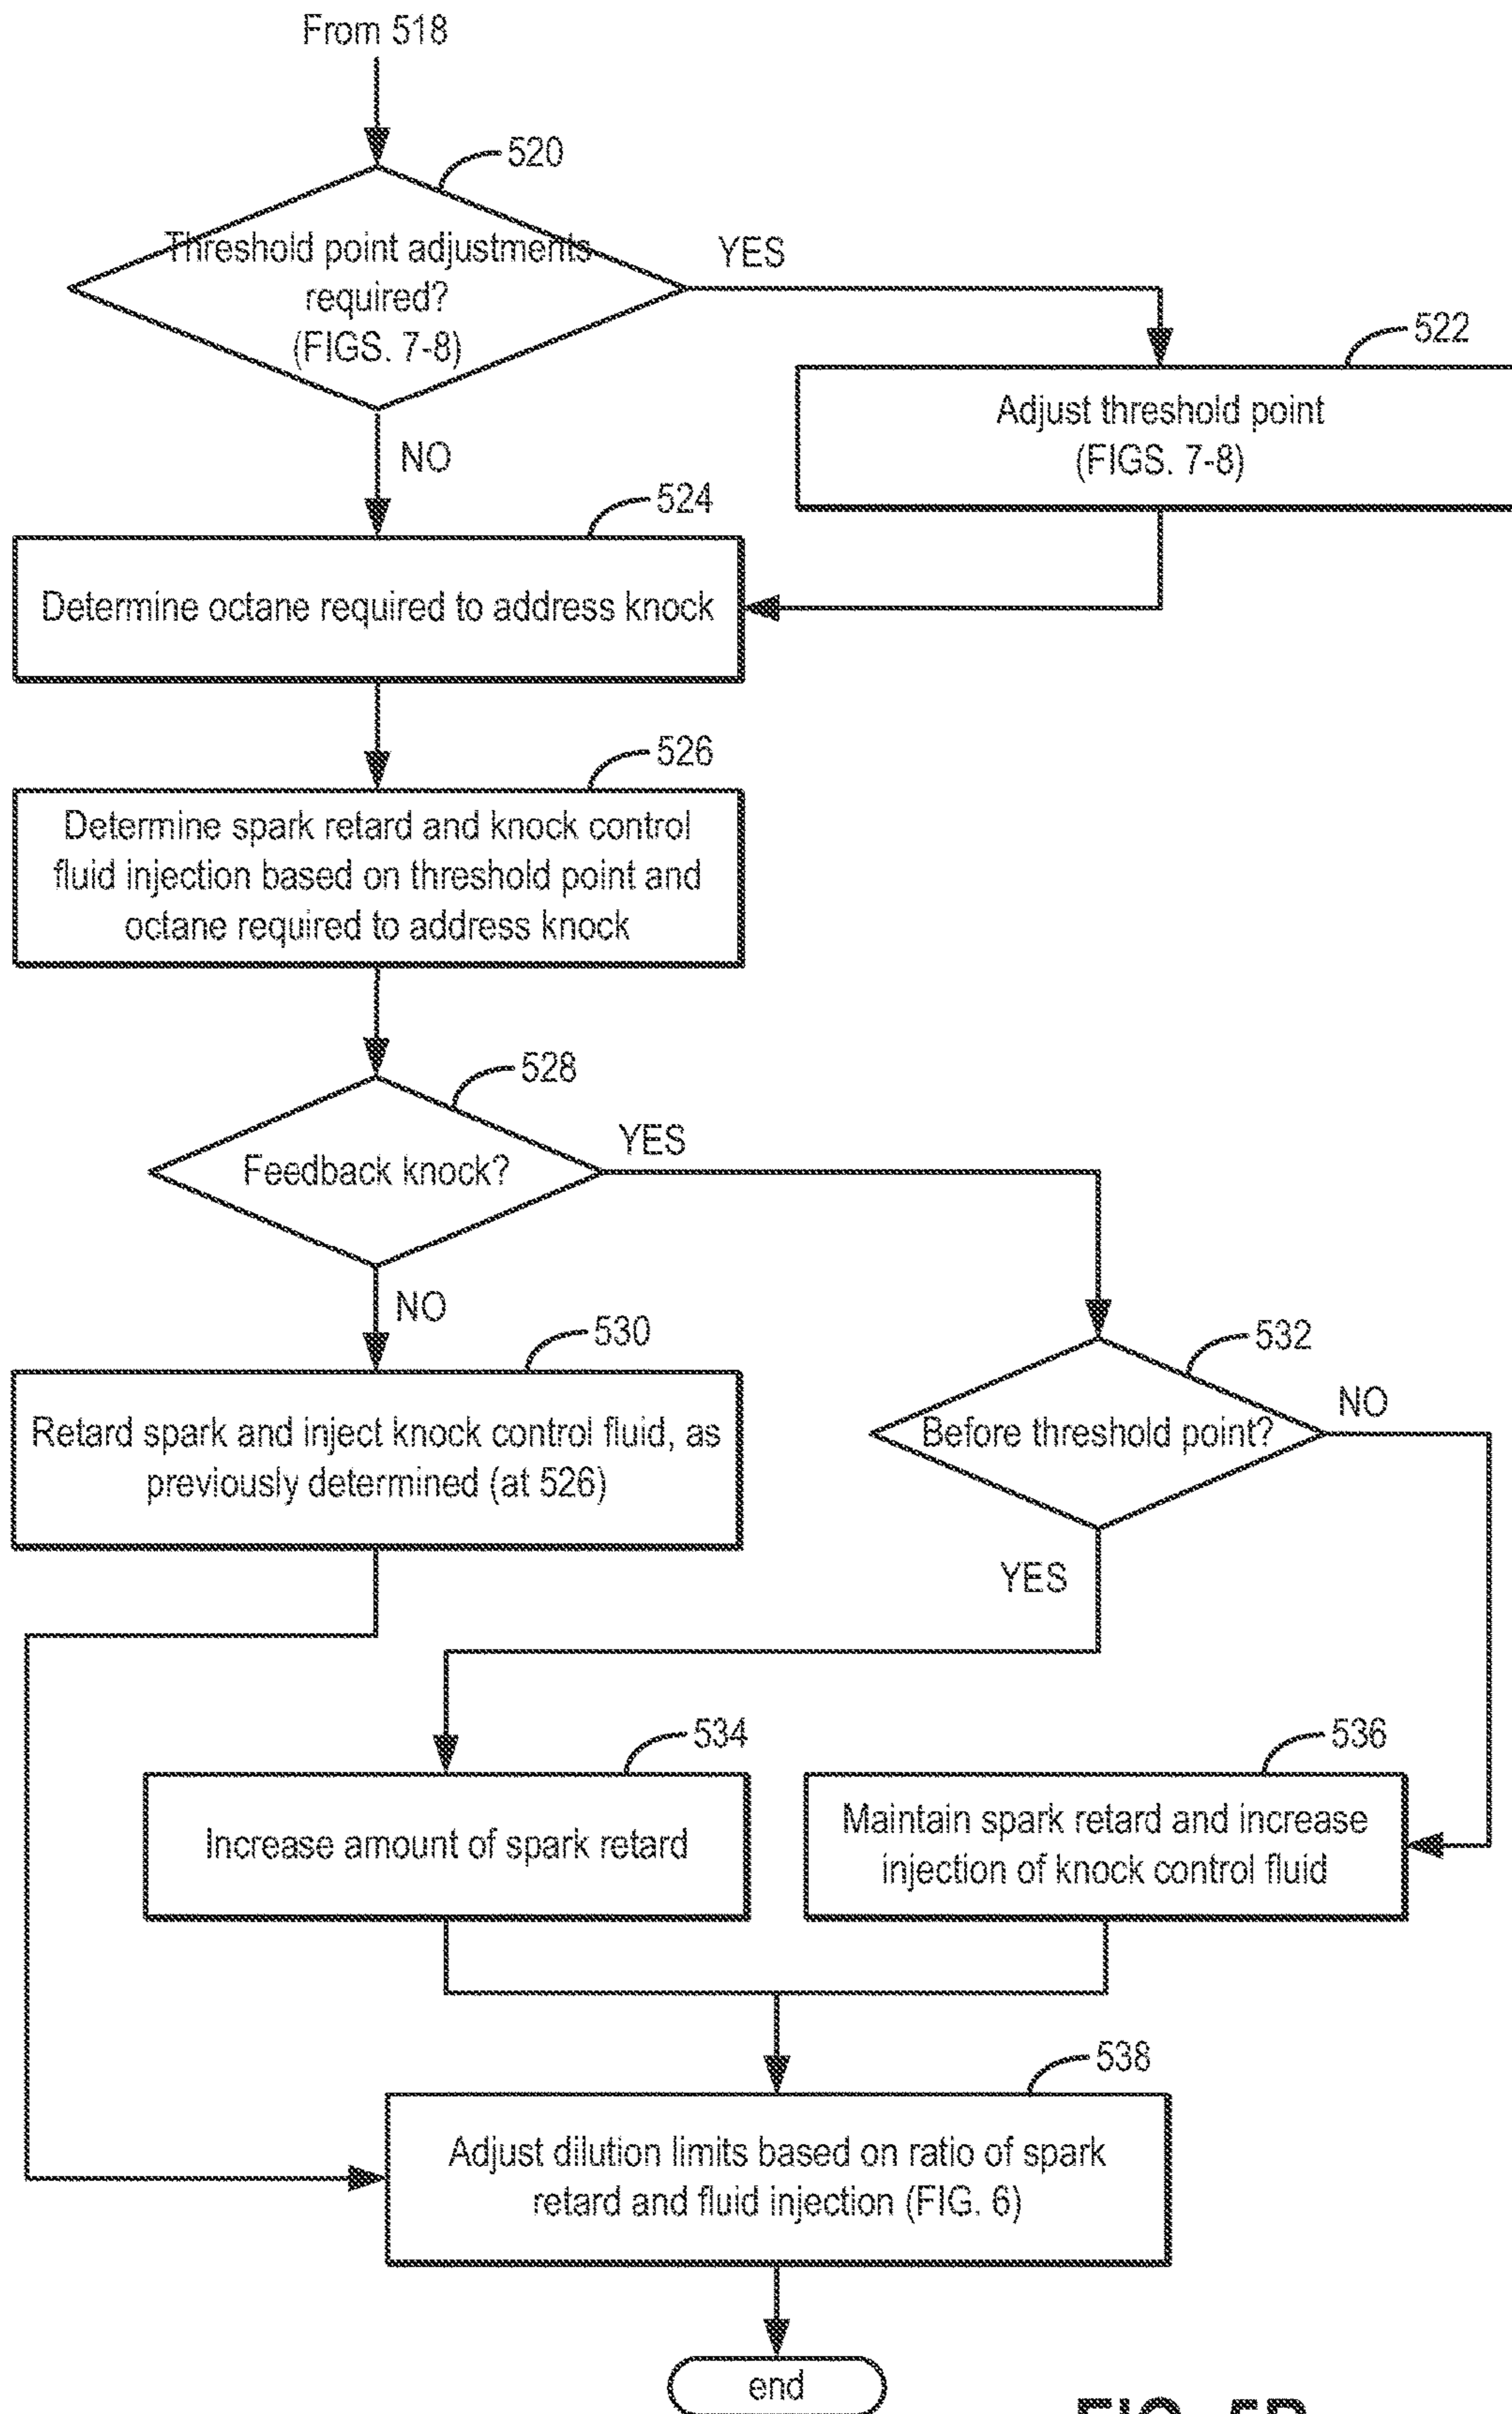 From 518
520
Threshold point adjustments
required?
(FIGS. 7-8)
YES
522
Adjust threshold point
(FIGS. 7-8)
NO
524
Determine octane required to address knock
526
Determine spark retard and knock control
fluid injection based on threshold point and
octane required to address knock
528
Feedback knock?
YES
NO
530
Retard spark and inject knock control fluid, as
previously determined (at 526)
532
Before threshold point?
NO
YES
534
Increase amount of spark retard
536
Maintain spark retard and increase
injection of knock control fluid
538
Adjust dilution limits based on ratio of spark
retard and fluid injection (FIG. 6)
end